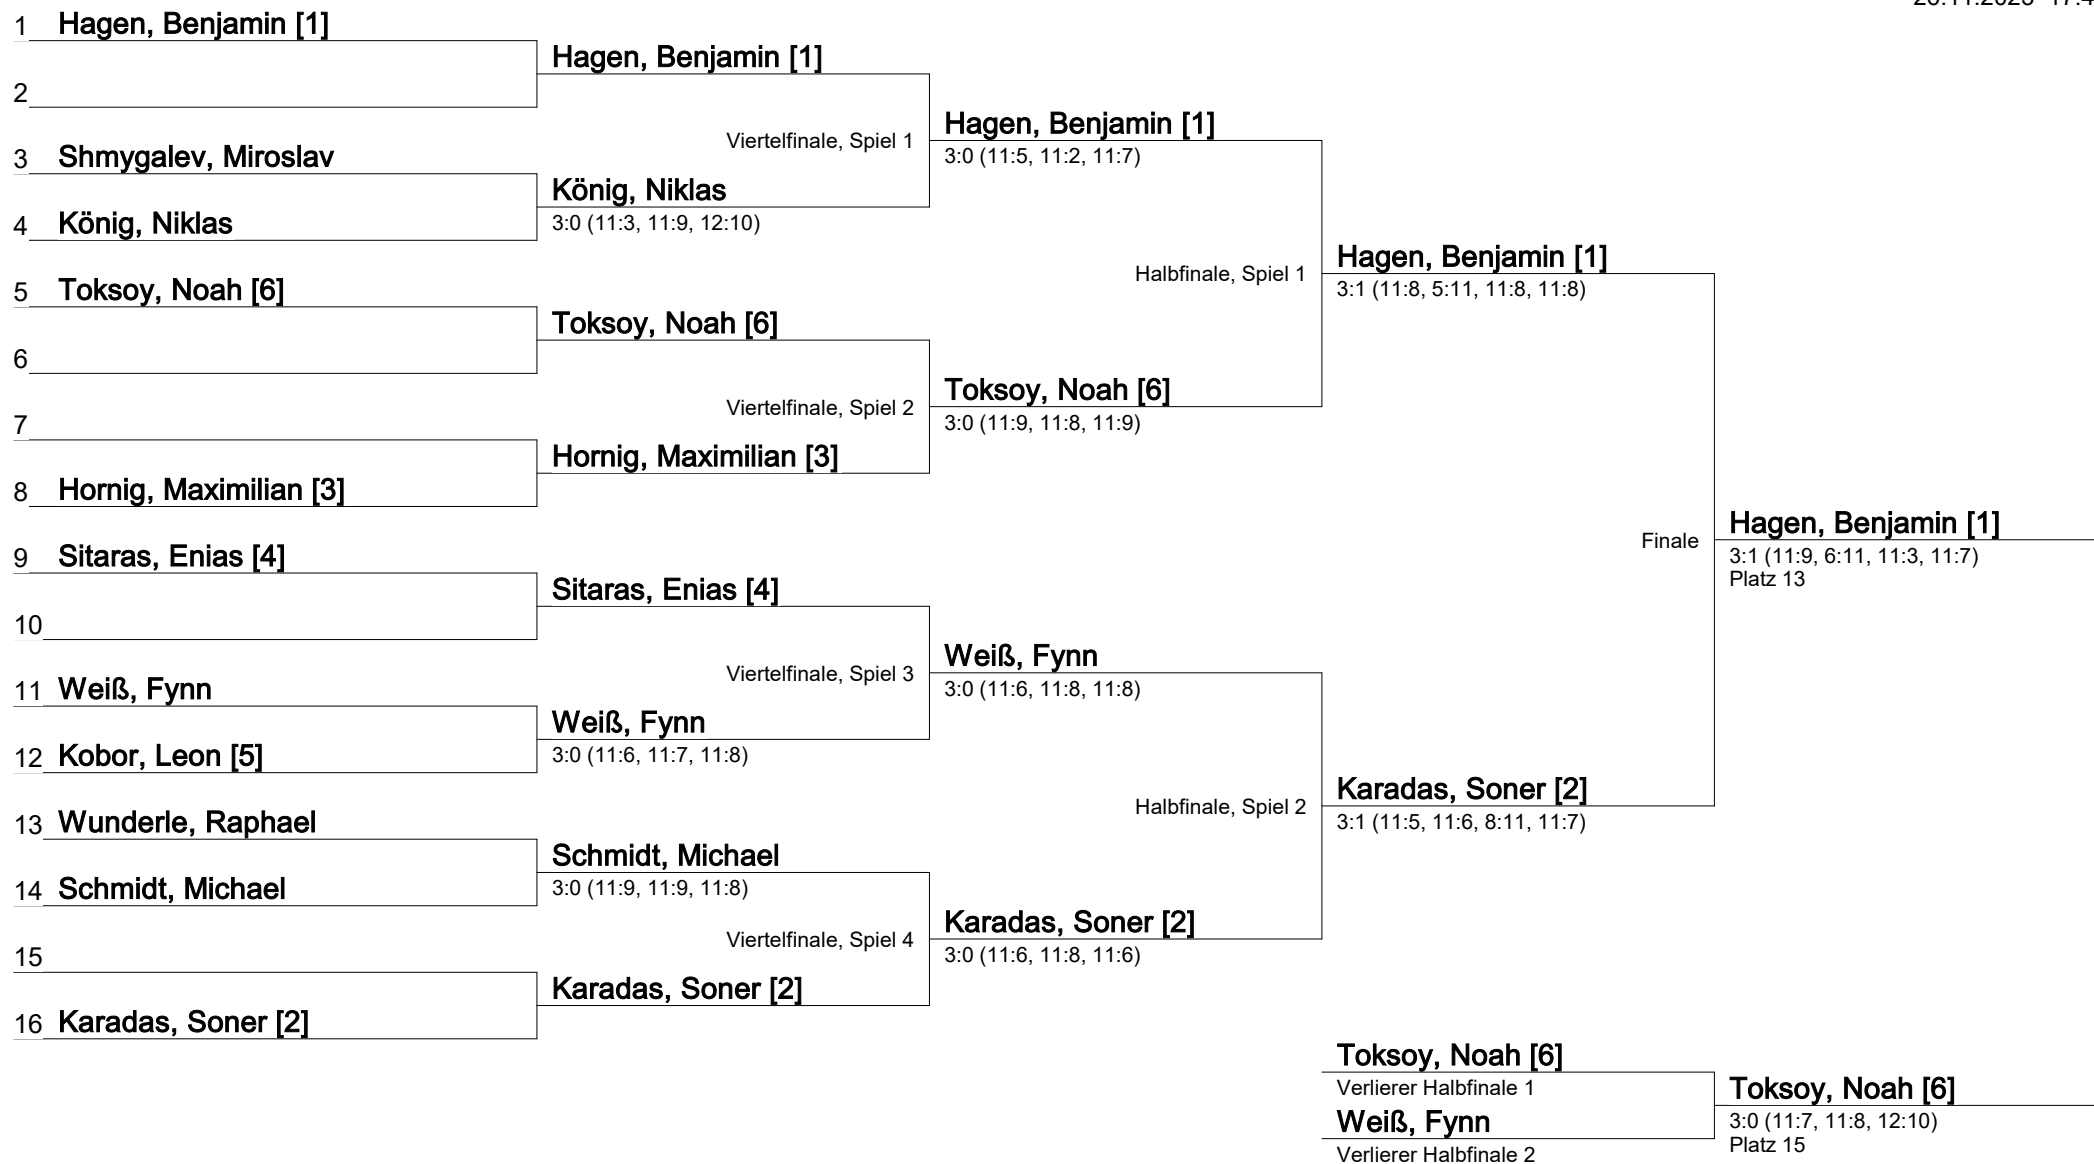 1 Hagen, Benjamin [1]
Hagen, Benjamin [1]
2
Viertelfinale, Spiel 1
Hagen, Benjamin [1]
3:0 (11:5, 11:2, 11:7)
3 Shmygalev, Miroslav
König, Niklas
3:0 (11:3, 11:9, 12:10)
4 König, Niklas
Halbfinale, Spiel 1
Hagen, Benjamin [1]
3:1 (11:8, 5:11, 11:8, 11:8)
5 Toksoy, Noah [6]
Toksoy, Noah [6]
6
Viertelfinale, Spiel 2
Toksoy, Noah [6]
3:0 (11:9, 11:8, 11:9)
7
Hornig, Maximilian [3]
8 Hornig, Maximilian [3]
Finale
Hagen, Benjamin [1]
3:1 (11:9, 6:11, 11:3, 11:7)
Platz 13
9 Sitaras, Enias [4]
Sitaras, Enias [4]
10
Viertelfinale, Spiel 3
Weiß, Fynn
3:0 (11:6, 11:8, 11:8)
11 Weiß, Fynn
Weiß, Fynn
3:0 (11:6, 11:7, 11:8)
12 Kobor, Leon [5]
Halbfinale, Spiel 2
Karadas, Soner [2]
3:1 (11:5, 11:6, 8:11, 11:7)
13 Wunderle, Raphael
Schmidt, Michael
3:0 (11:9, 11:9, 11:8)
14 Schmidt, Michael
Viertelfinale, Spiel 4
Karadas, Soner [2]
3:0 (11:6, 11:8, 11:6)
15
Karadas, Soner [2]
16 Karadas, Soner [2]
Toksoy, Noah [6]
Verlierer Halbfinale 1
Weiß, Fynn
Verlierer Halbfinale 2
Toksoy, Noah [6]
3:0 (11:7, 11:8, 12:10)
Platz 15